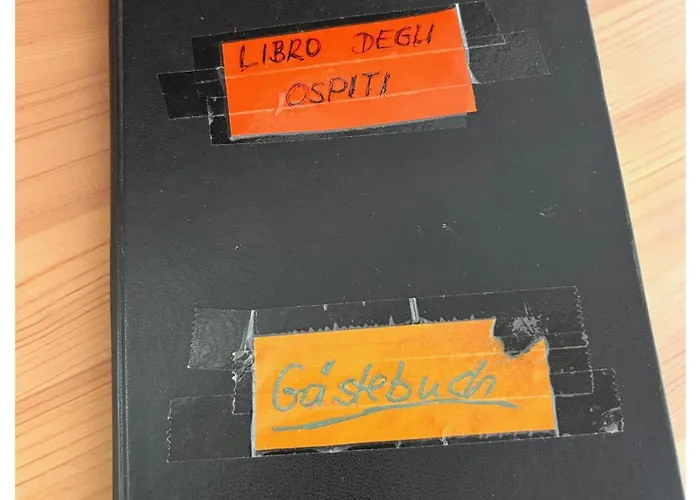 LIBRO DEGLI
OSPITI
Gästebuch